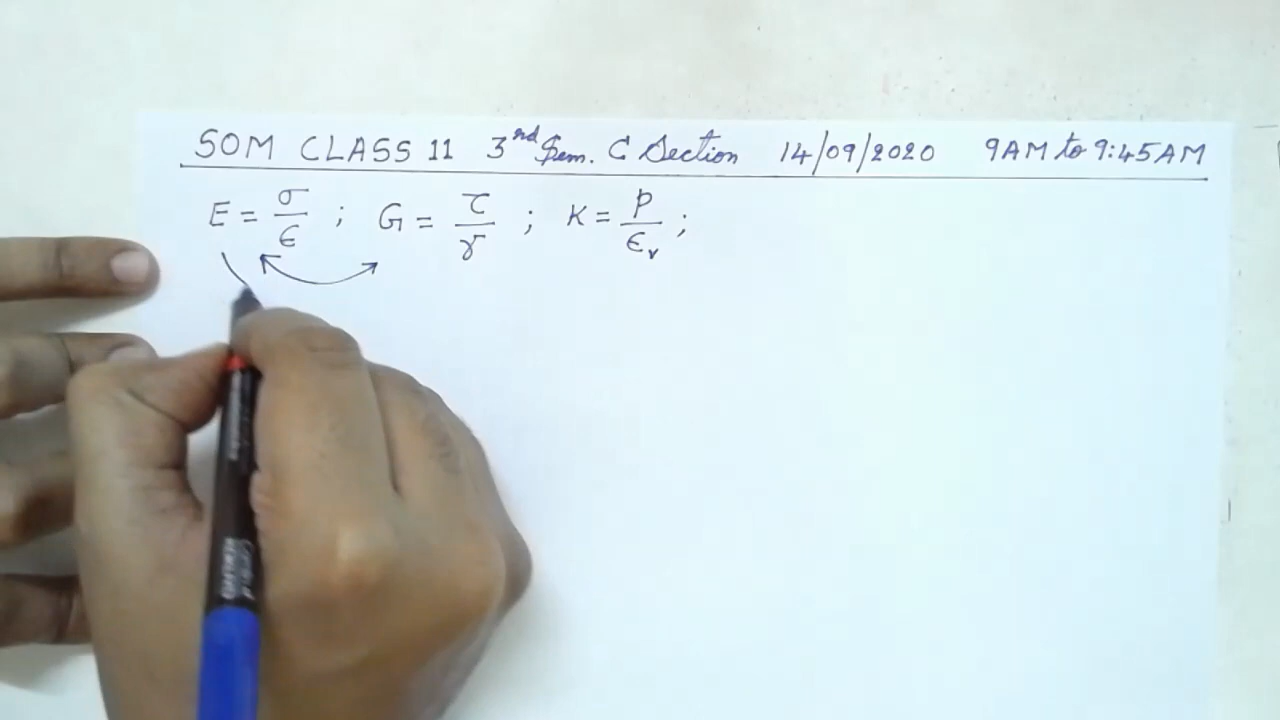 SOM CLASS 11 3rd Sem. C Section 14/09/2020 9AM to 9:45AM
E = σ/ε ; G = τ/γ ; K = P/εv ;